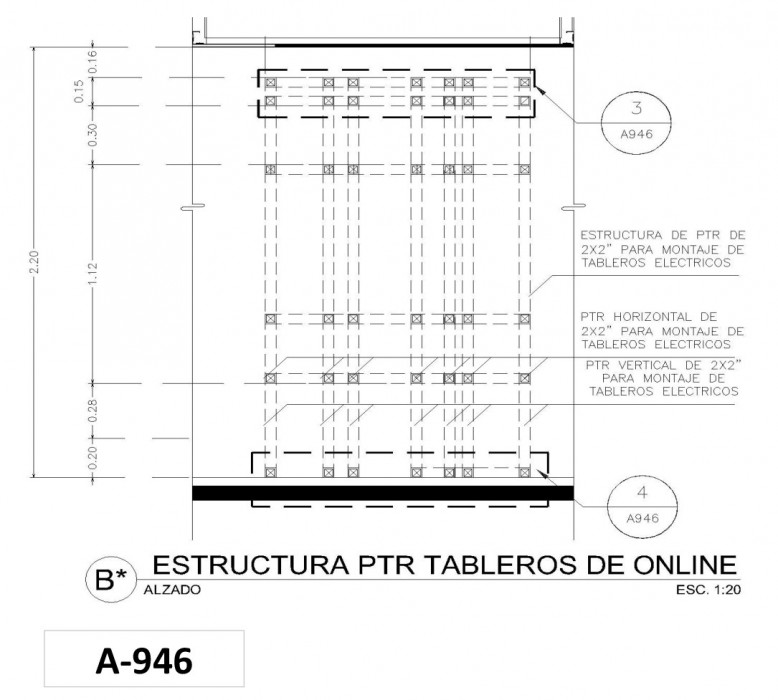 0.16
0.15
0.30
2.20
1.12
0.28
0.20
3
A946
ESTRUCTURA DE PTR DE
2X2" PARA MONTAJE DE
TABLEROS ELECTRICOS
PTR HORIZONTAL DE
2X2" PARA MONTAJE DE
TABLEROS ELECTRICOS
PTR VERTICAL DE 2X2"
PARA MONTAJE DE
TABLEROS ELECTRICOS
4
A946
B*
ESTRUCTURA PTR TABLEROS DE ONLINE
ALZADO
ESC. 1:20
A-946